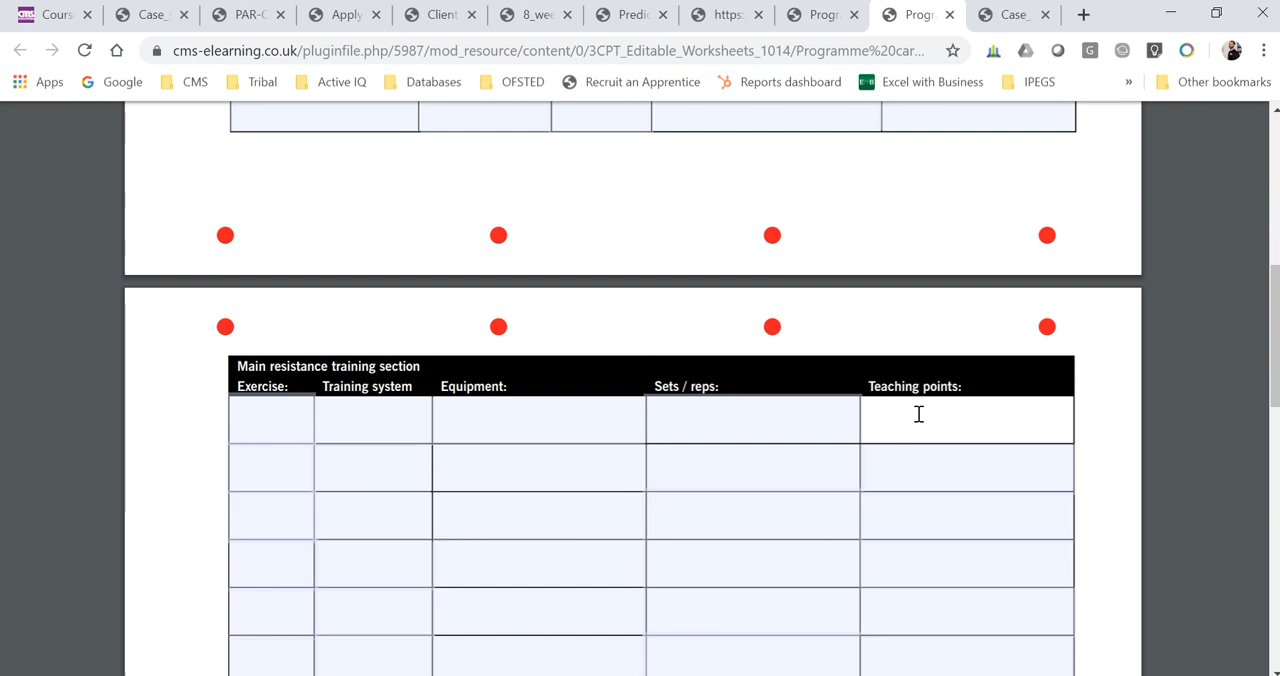 Cours
Case_
PAR-C
Apply
Client
8_wee
Predic
https:
Progr
Progr
Case_
cms-elearning.co.uk/pluginfile.php/5987/mod_resource/content/0/3CPT_Editable_Worksheets_1014/Programme%20car...
Apps
Google
CMS
Tribal
Active IQ
Databases
OFSTED
Recruit an Apprentice
Reports dashboard
Excel with Business
IPEGS
»
Other bookmarks
Main resistance training section
Exercise: Training system Equipment: Sets / reps: Teaching points: